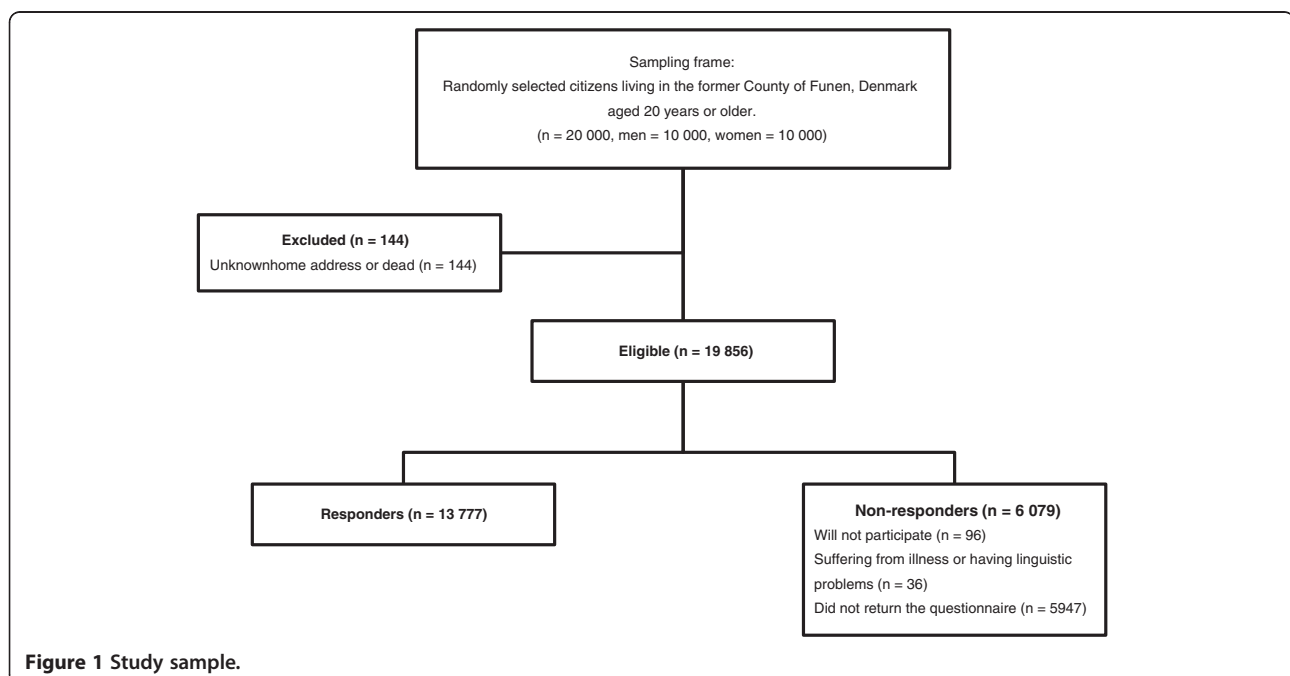 Sampling frame:
Randomly selected citizens living in the former County of Funen, Denmark
aged 20 years or older.
(n = 20 000, men = 10 000, women = 10 000)
Excluded (n = 144)
Unknownhome address or dead (n = 144)
Eligible (n = 19 856)
Responders (n = 13 777)
Non-responders (n = 6 079)
Will not participate (n = 96)
Suffering from illness or having linguistic
problems (n = 36)
Did not return the questionnaire (n = 5947)
Figure 1 Study sample.